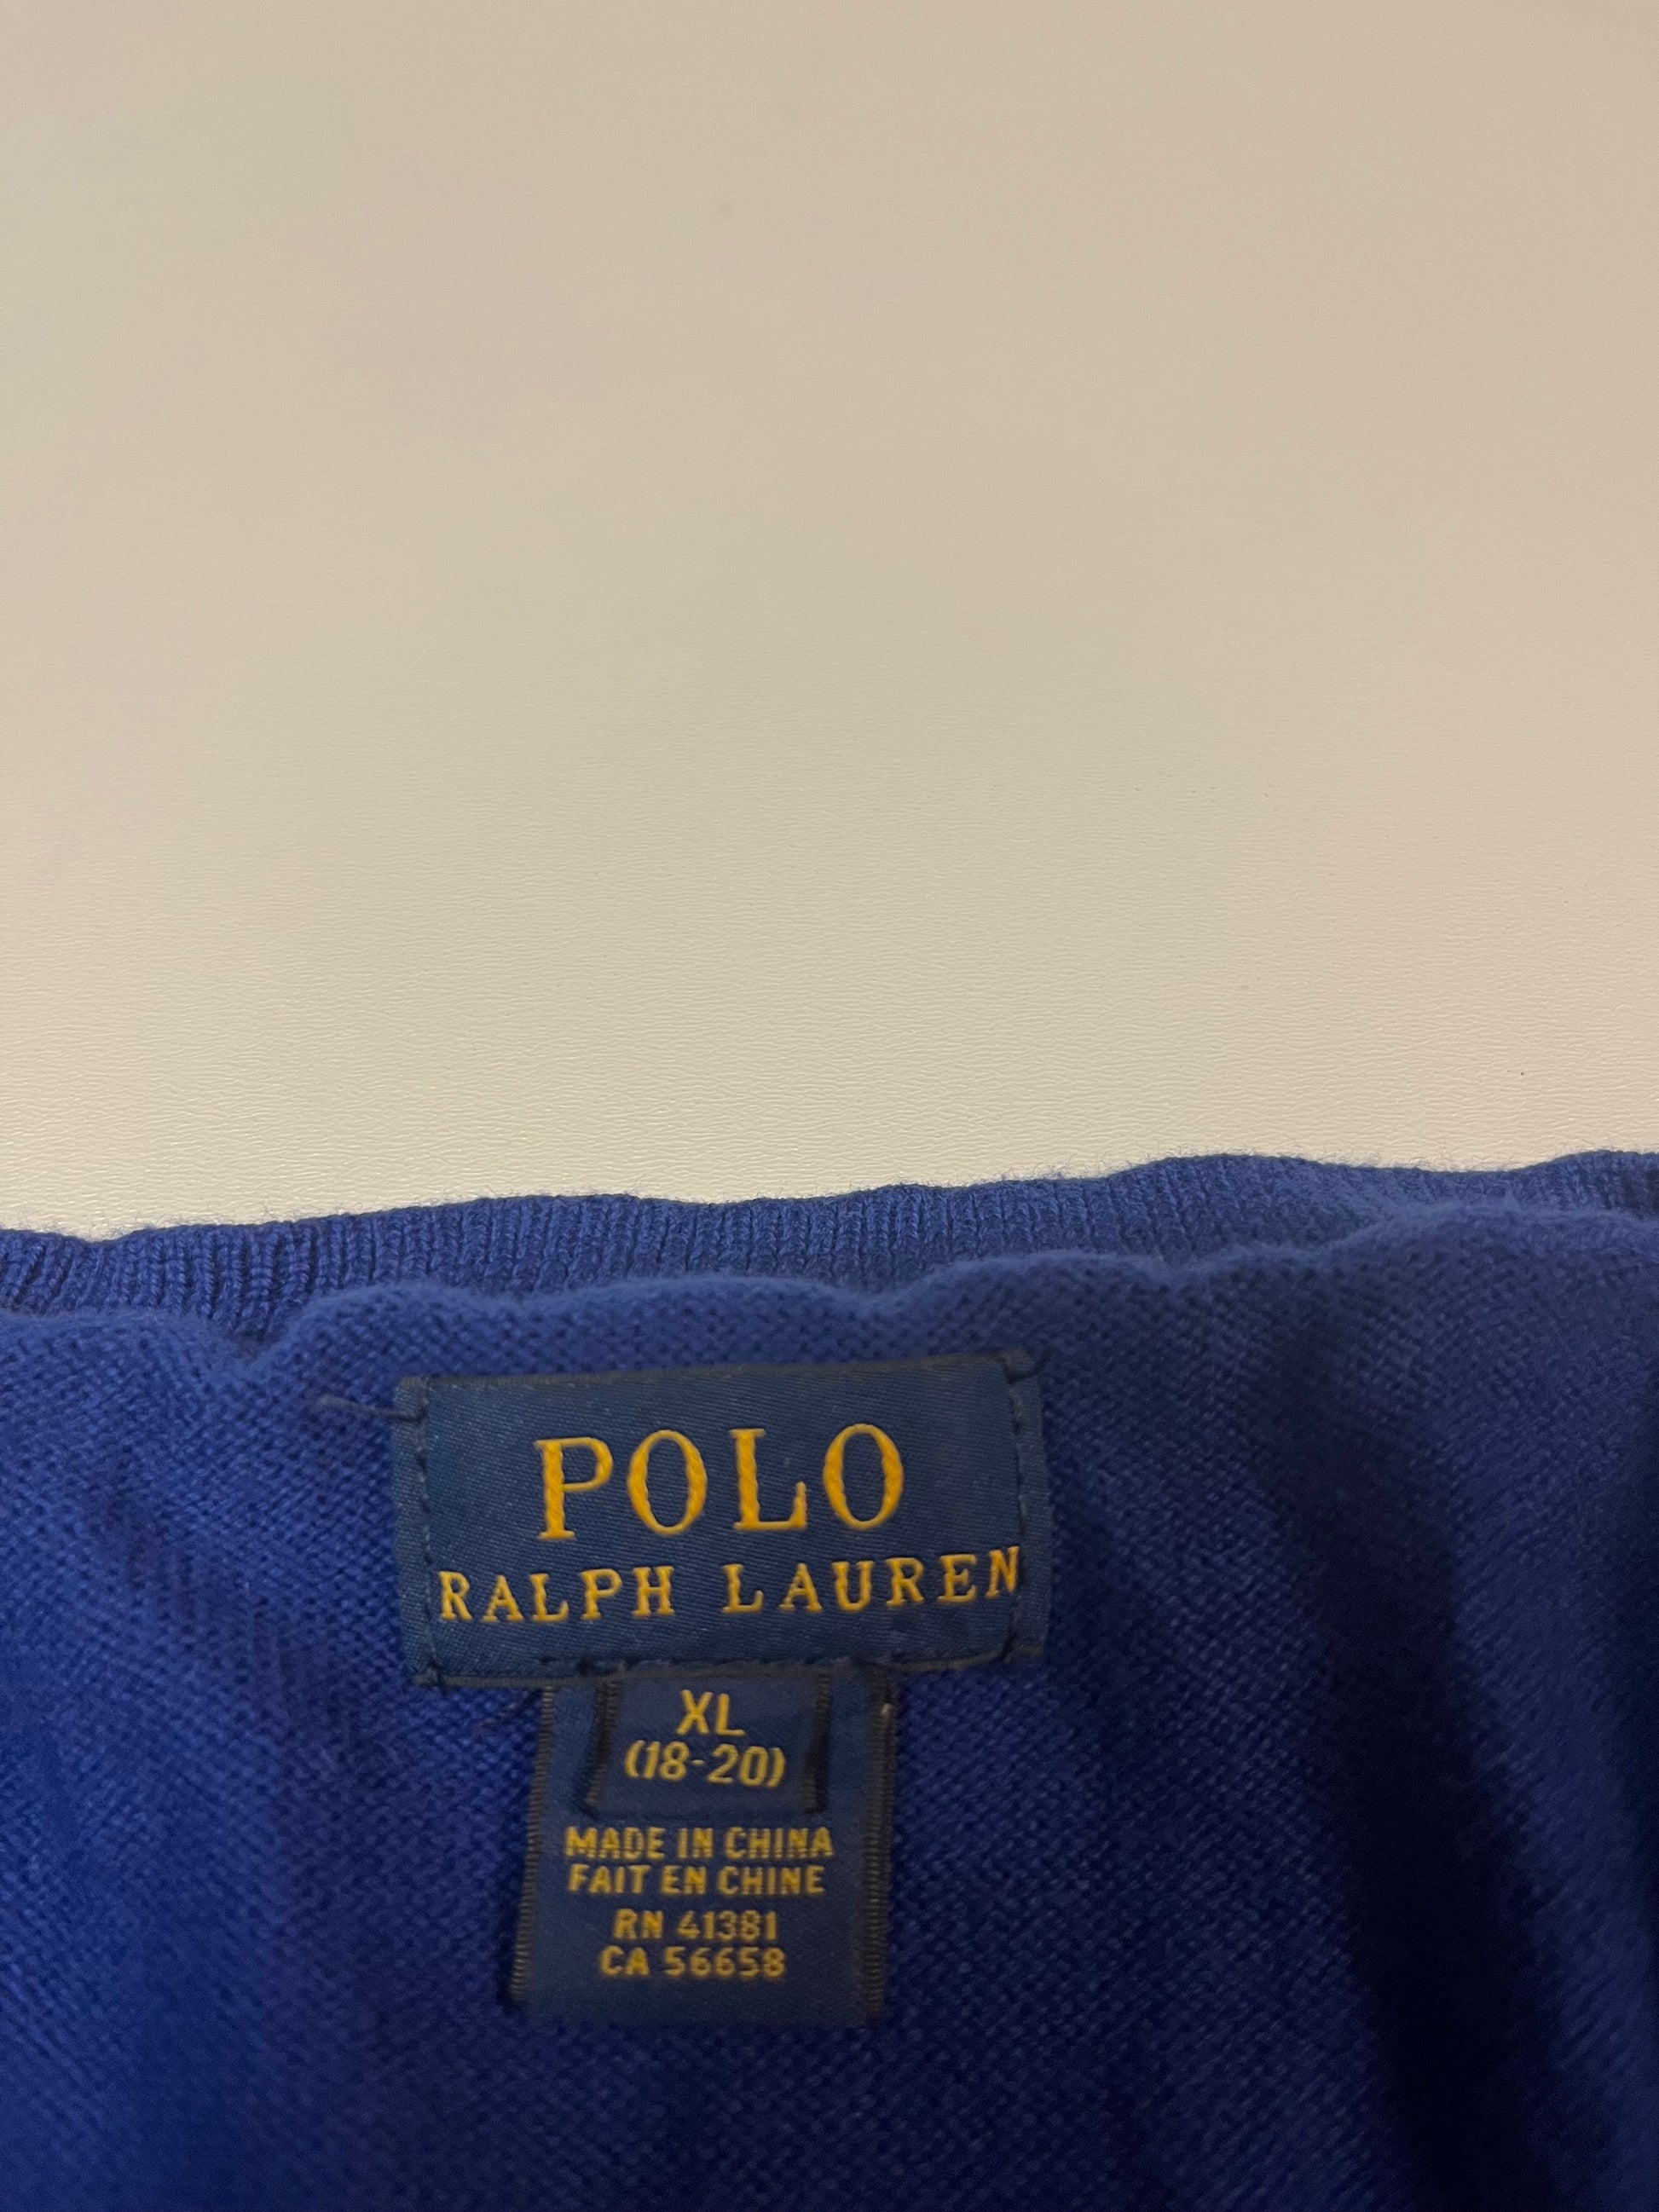 POLO
RALPH LAUREN
XL
(18-20)
MADE IN CHINA
FAIT EN CHINE
RN 41381
CA 56658